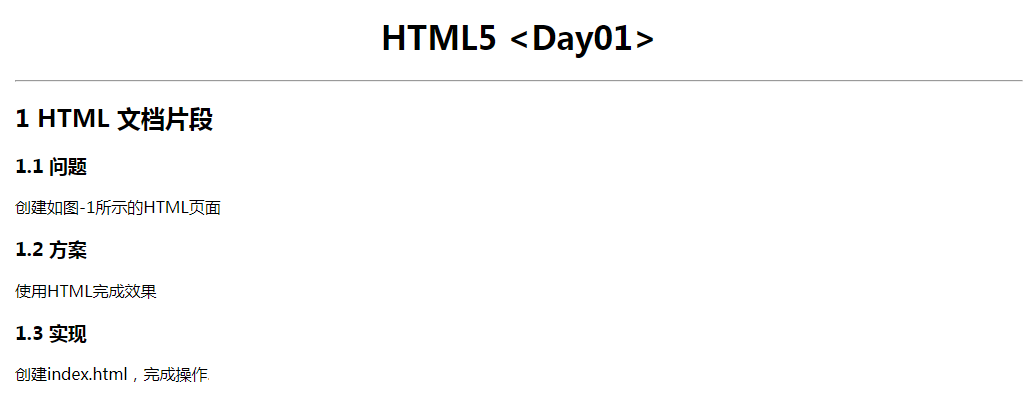 HTML5 <Day01>
1 HTML 文档片段
1.1 问题
创建如图-1所示的HTML页面
1.2 方案
使用HTML完成效果
1.3 实现
创建index.html，完成操作